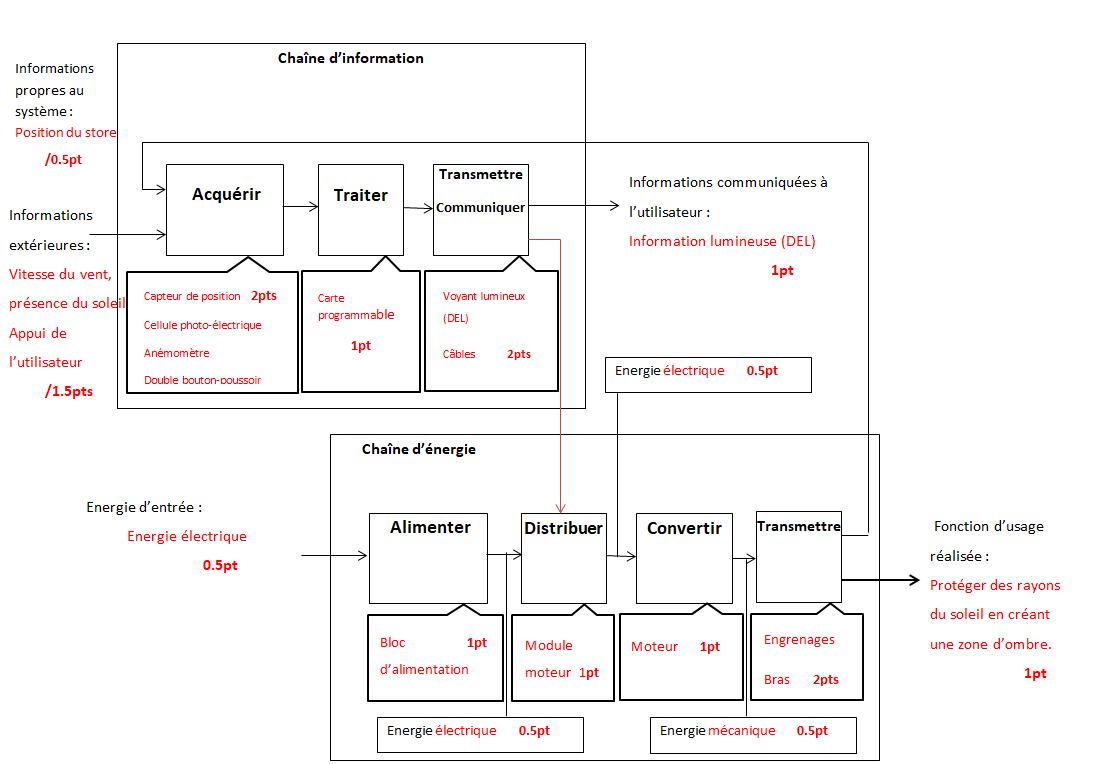 Chaîne d'information
Informations
propres au
système :
Position du store
/0.5pt
Informations
extérieures :
Vitesse du vent,
présence du soleil
Appui de
l'utilisateur
/1.5pts
Acquérir
Traiter
Transmettre
Communiquer
Informations communiquées à
l'utilisateur :
Information lumineuse (DEL)
1pt
Capteur de position 2pts
Cellule photo-électrique
Anémomètre
Double bouton-poussoir
Carte
programmable
1pt
Voyant lumineux
(DEL)
Câbles 2pts
Energie électrique 0.5pt
Chaîne d'énergie
Energie d'entrée :
Energie électrique
0.5pt
Alimenter
Distribuer
Convertir
Transmettre
Fonction d'usage
réalisée :
Protéger des rayons
du soleil en créant
une zone d'ombre.
1pt
Bloc 1pt
d'alimentation
Module
moteur 1pt
Moteur 1pt
Engrenages
Bras 2pts
Energie électrique 0.5pt
Energie mécanique 0.5pt